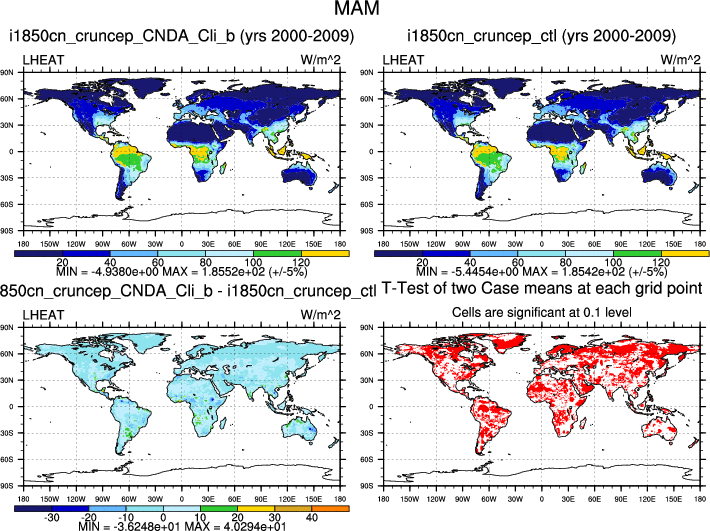 MAM
i1850cn_cruncep_CNDA_Cli_b (yrs 2000-2009)
i1850cn_cruncep_ctl (yrs 2000-2009)
LHEAT W/m^2
LHEAT W/m^2
90N
60N
30N
0
30S
60S
90S
180 150W 120W 90W 60W 30W 0 30E 60E 90E 120E 150E 180
20 40 60 80 100 120
MIN = -4.9380e+00 MAX = 1.8552e+02 (+/-5%)
90N
60N
30N
0
30S
60S
90S
180 150W 120W 90W 60W 30W 0 30E 60E 90E 120E 150E 180
20 40 60 80 100 120
MIN = -5.4454e+00 MAX = 1.8542e+02 (+/-5%)
850cn_cruncep_CNDA_Cli_b - i1850cn_cruncep_ctl
T-Test of two Case means at each grid point
LHEAT W/m^2
Cells are significant at 0.1 level
90N
60N
30N
0
30S
60S
90S
180 150W 120W 90W 60W 30W 0 30E 60E 90E 120E 150E 180
-30 -20 -10 0 10 20 30 40
MIN = -3.6248e+01 MAX = 4.0294e+01
90N
60N
30N
0
30S
60S
90S
180 150W 120W 90W 60W 30W 0 30E 60E 90E 120E 150E 180